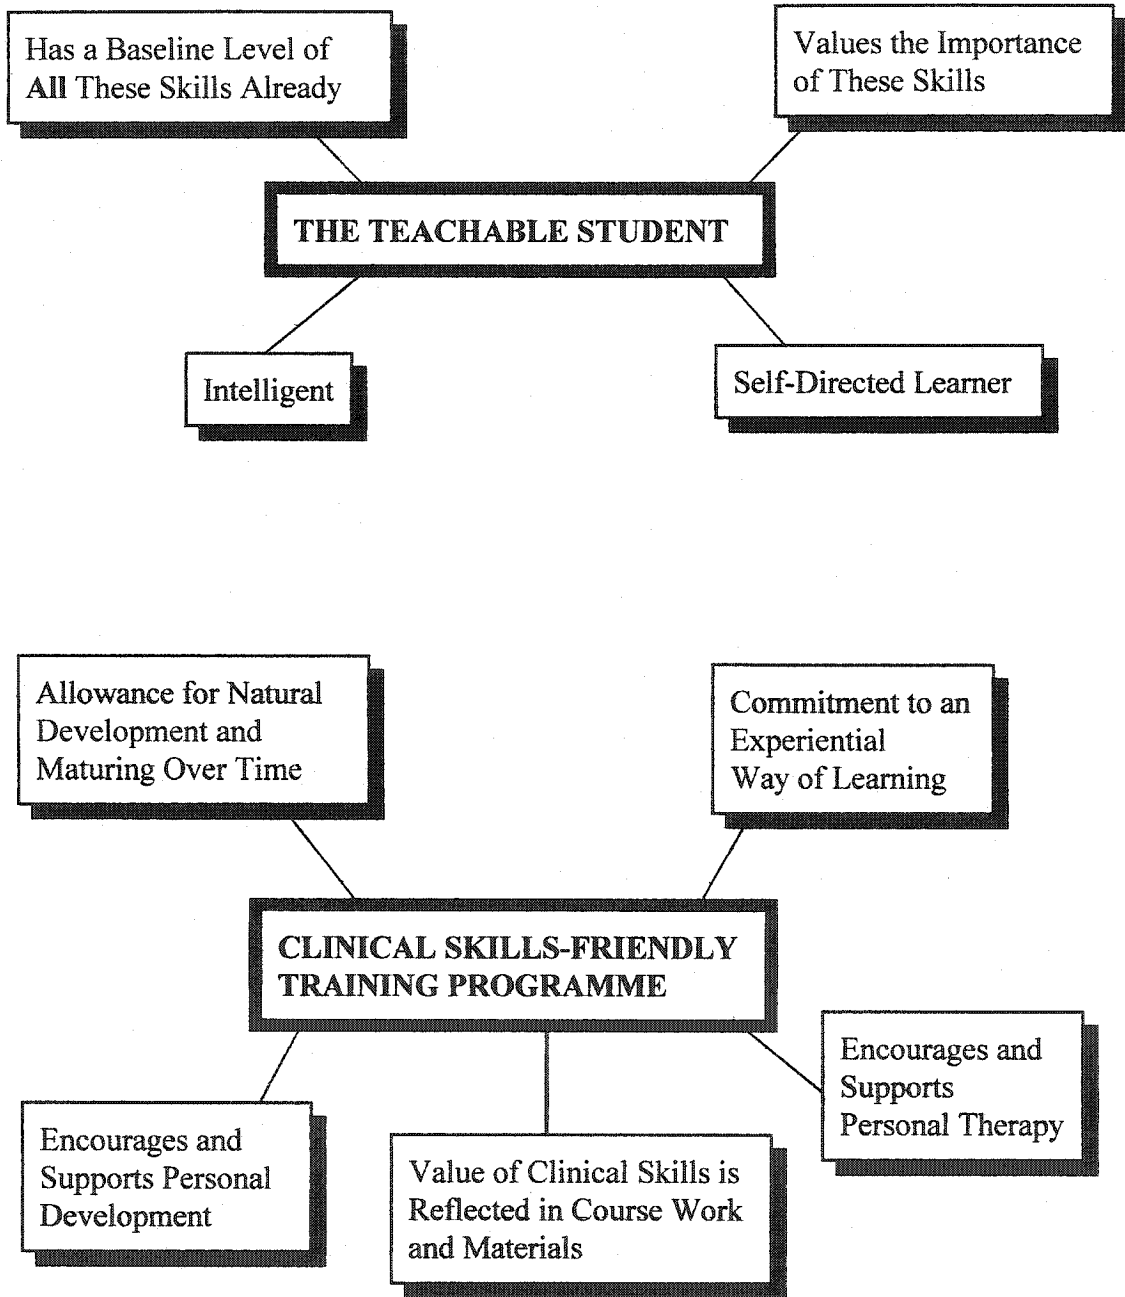 Has a Baseline Level of
All These Skills Already
Values the Importance
of These Skills
THE TEACHABLE STUDENT
Intelligent
Self-Directed Learner
Allowance for Natural
Development and
Maturing Over Time
Commitment to an
Experiential
Way of Learning
CLINICAL SKILLS-FRIENDLY
TRAINING PROGRAMME
Encourages and
Supports Personal
Development
Value of Clinical Skills is
Reflected in Course Work
and Materials
Encourages and
Supports
Personal Therapy